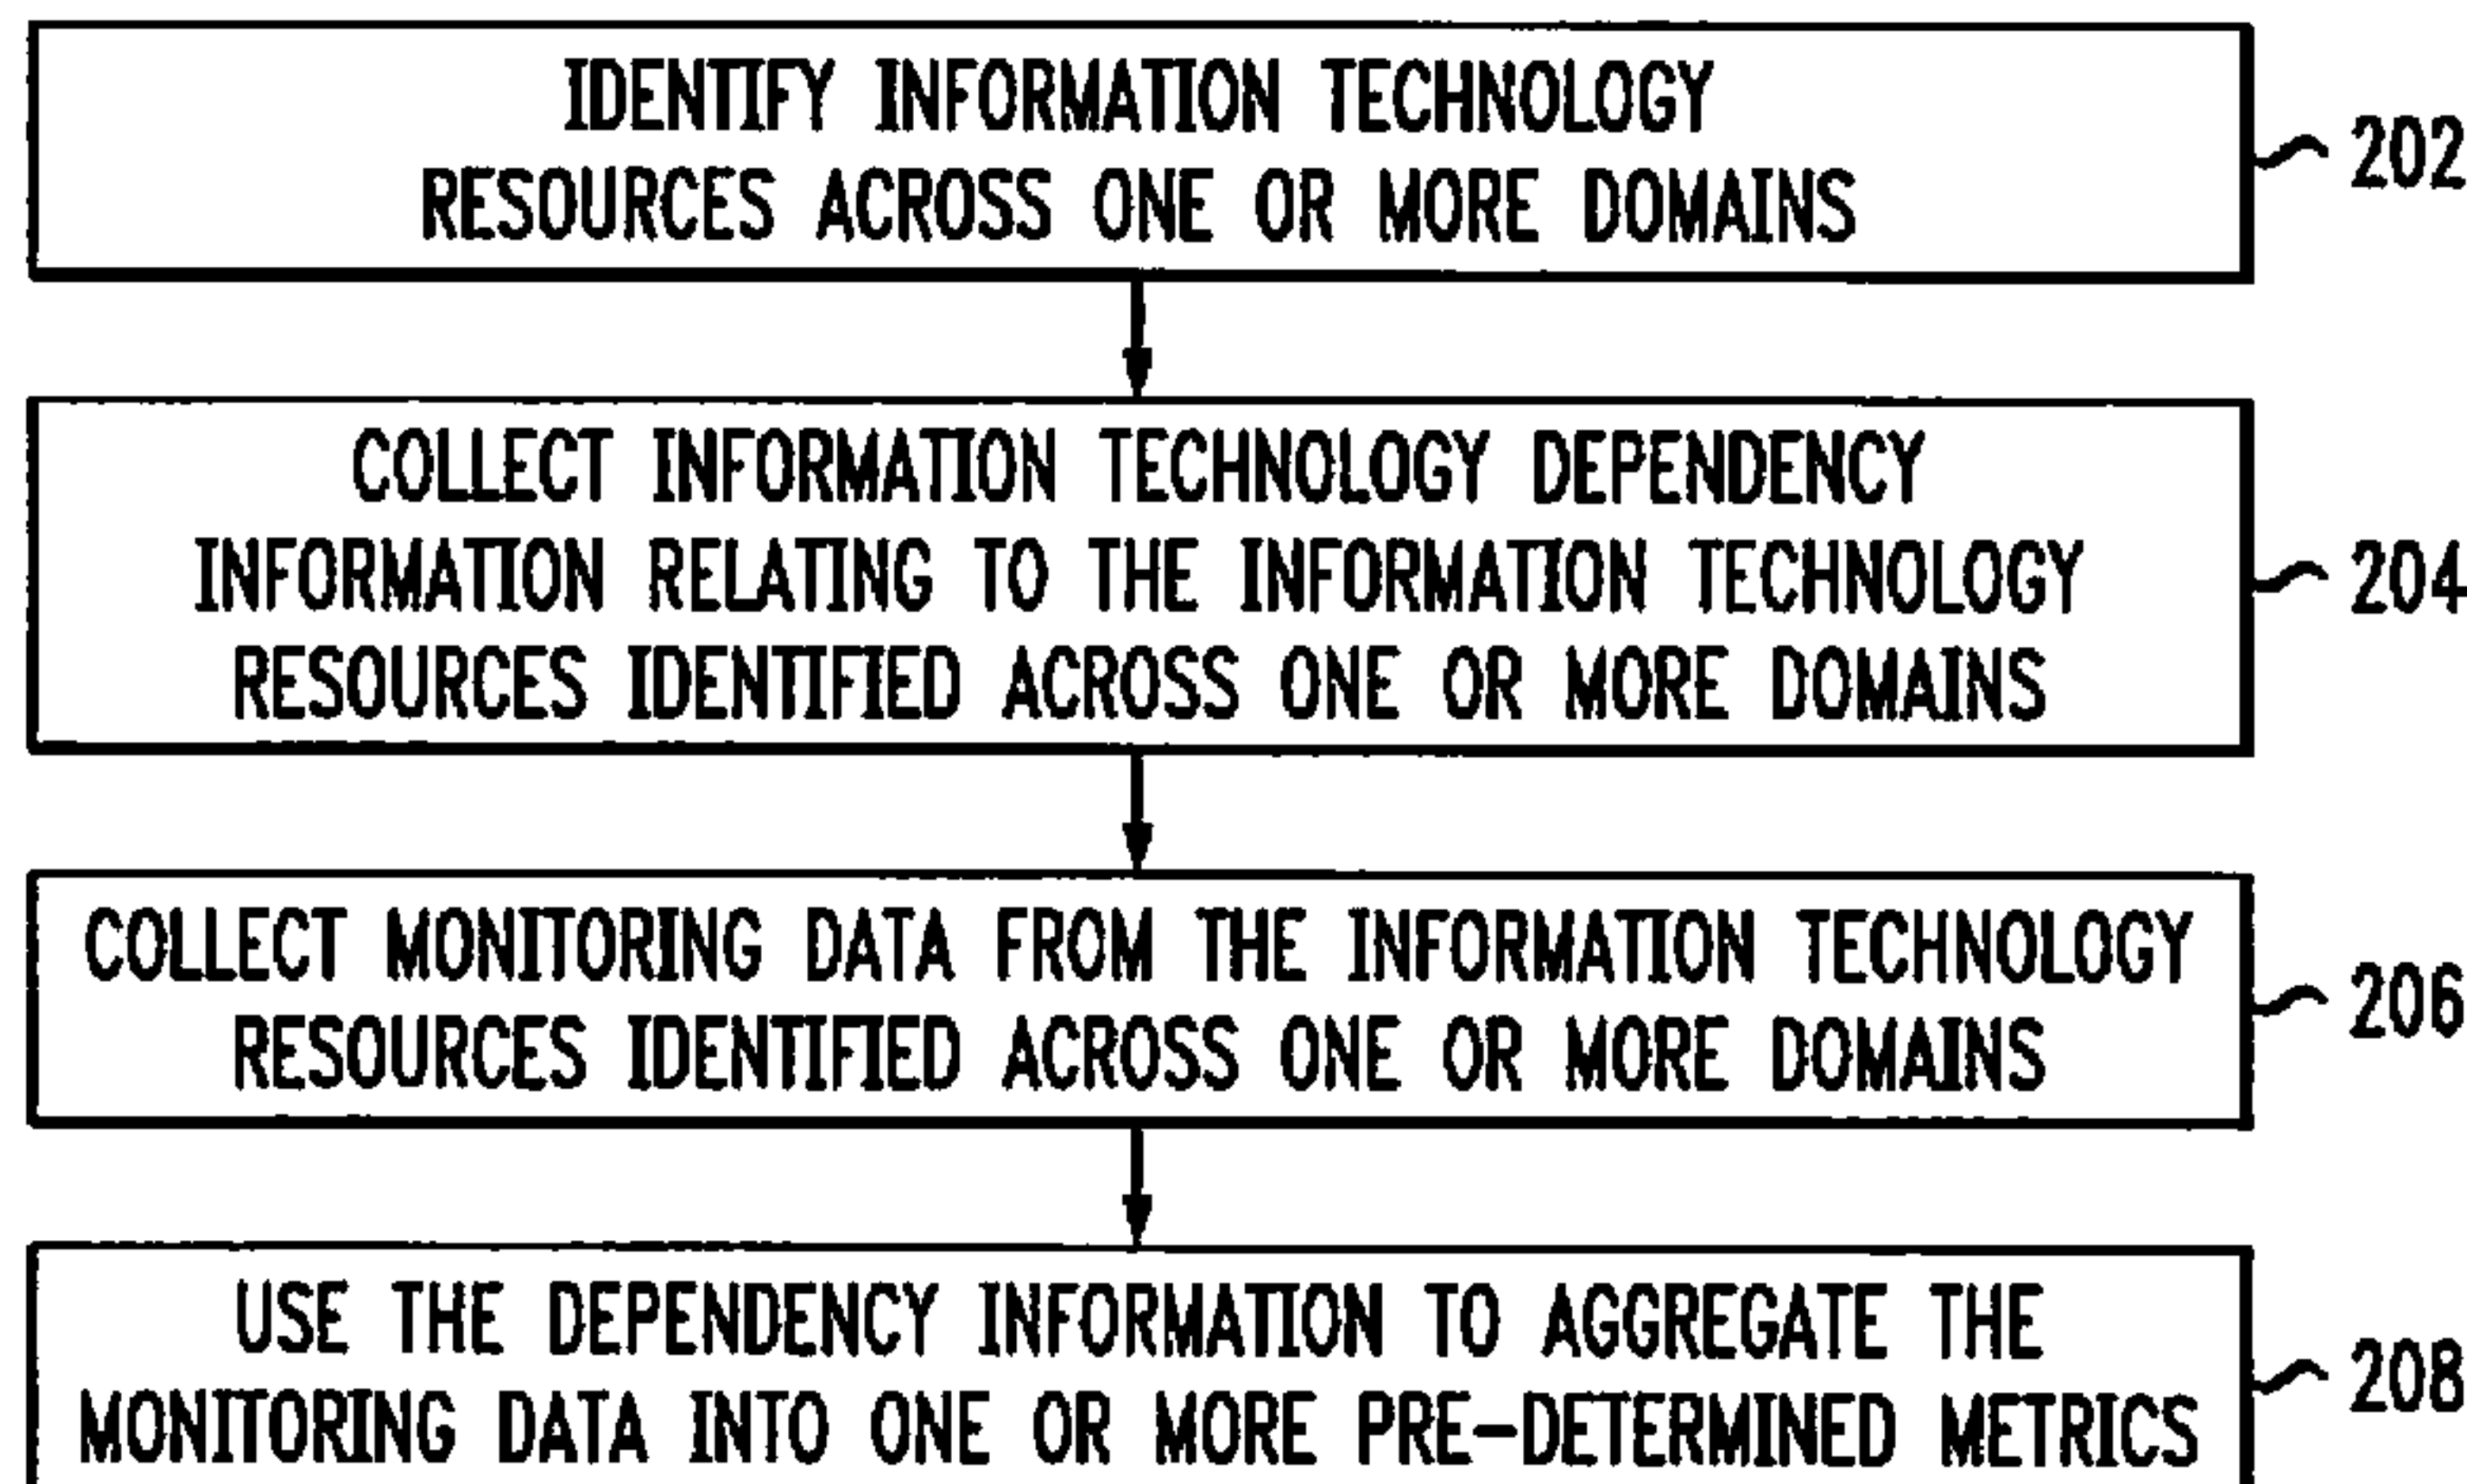 IDENTIFY INFORMATION TECHNOLOGY
RESOURCES ACROSS ONE OR MORE DOMAINS
202
COLLECT INFORMATION TECHNOLOGY DEPENDENCY
INFORMATION RELATING TO THE INFORMATION TECHNOLOGY
RESOURCES IDENTIFIED ACROSS ONE OR MORE DOMAINS
204
COLLECT MONITORING DATA FROM THE INFORMATION TECHNOLOGY
RESOURCES IDENTIFIED ACROSS ONE OR MORE DOMAINS
206
USE THE DEPENDENCY INFORMATION TO AGGREGATE THE
MONITORING DATA INTO ONE OR MORE PRE-DETERMINED METRICS
208